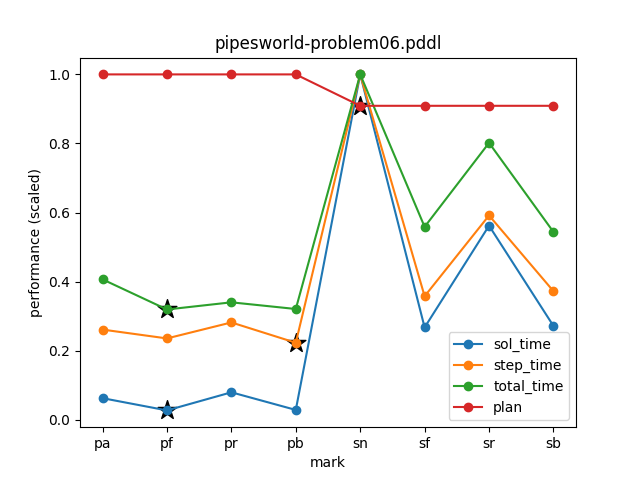 pipesworld-problem06.pddl
performance (scaled)
1.0
0.8
0.6
0.4
0.2
0.0
sol_time
step_time
total_time
plan
pa pf pr pb sn sf sr sb
mark